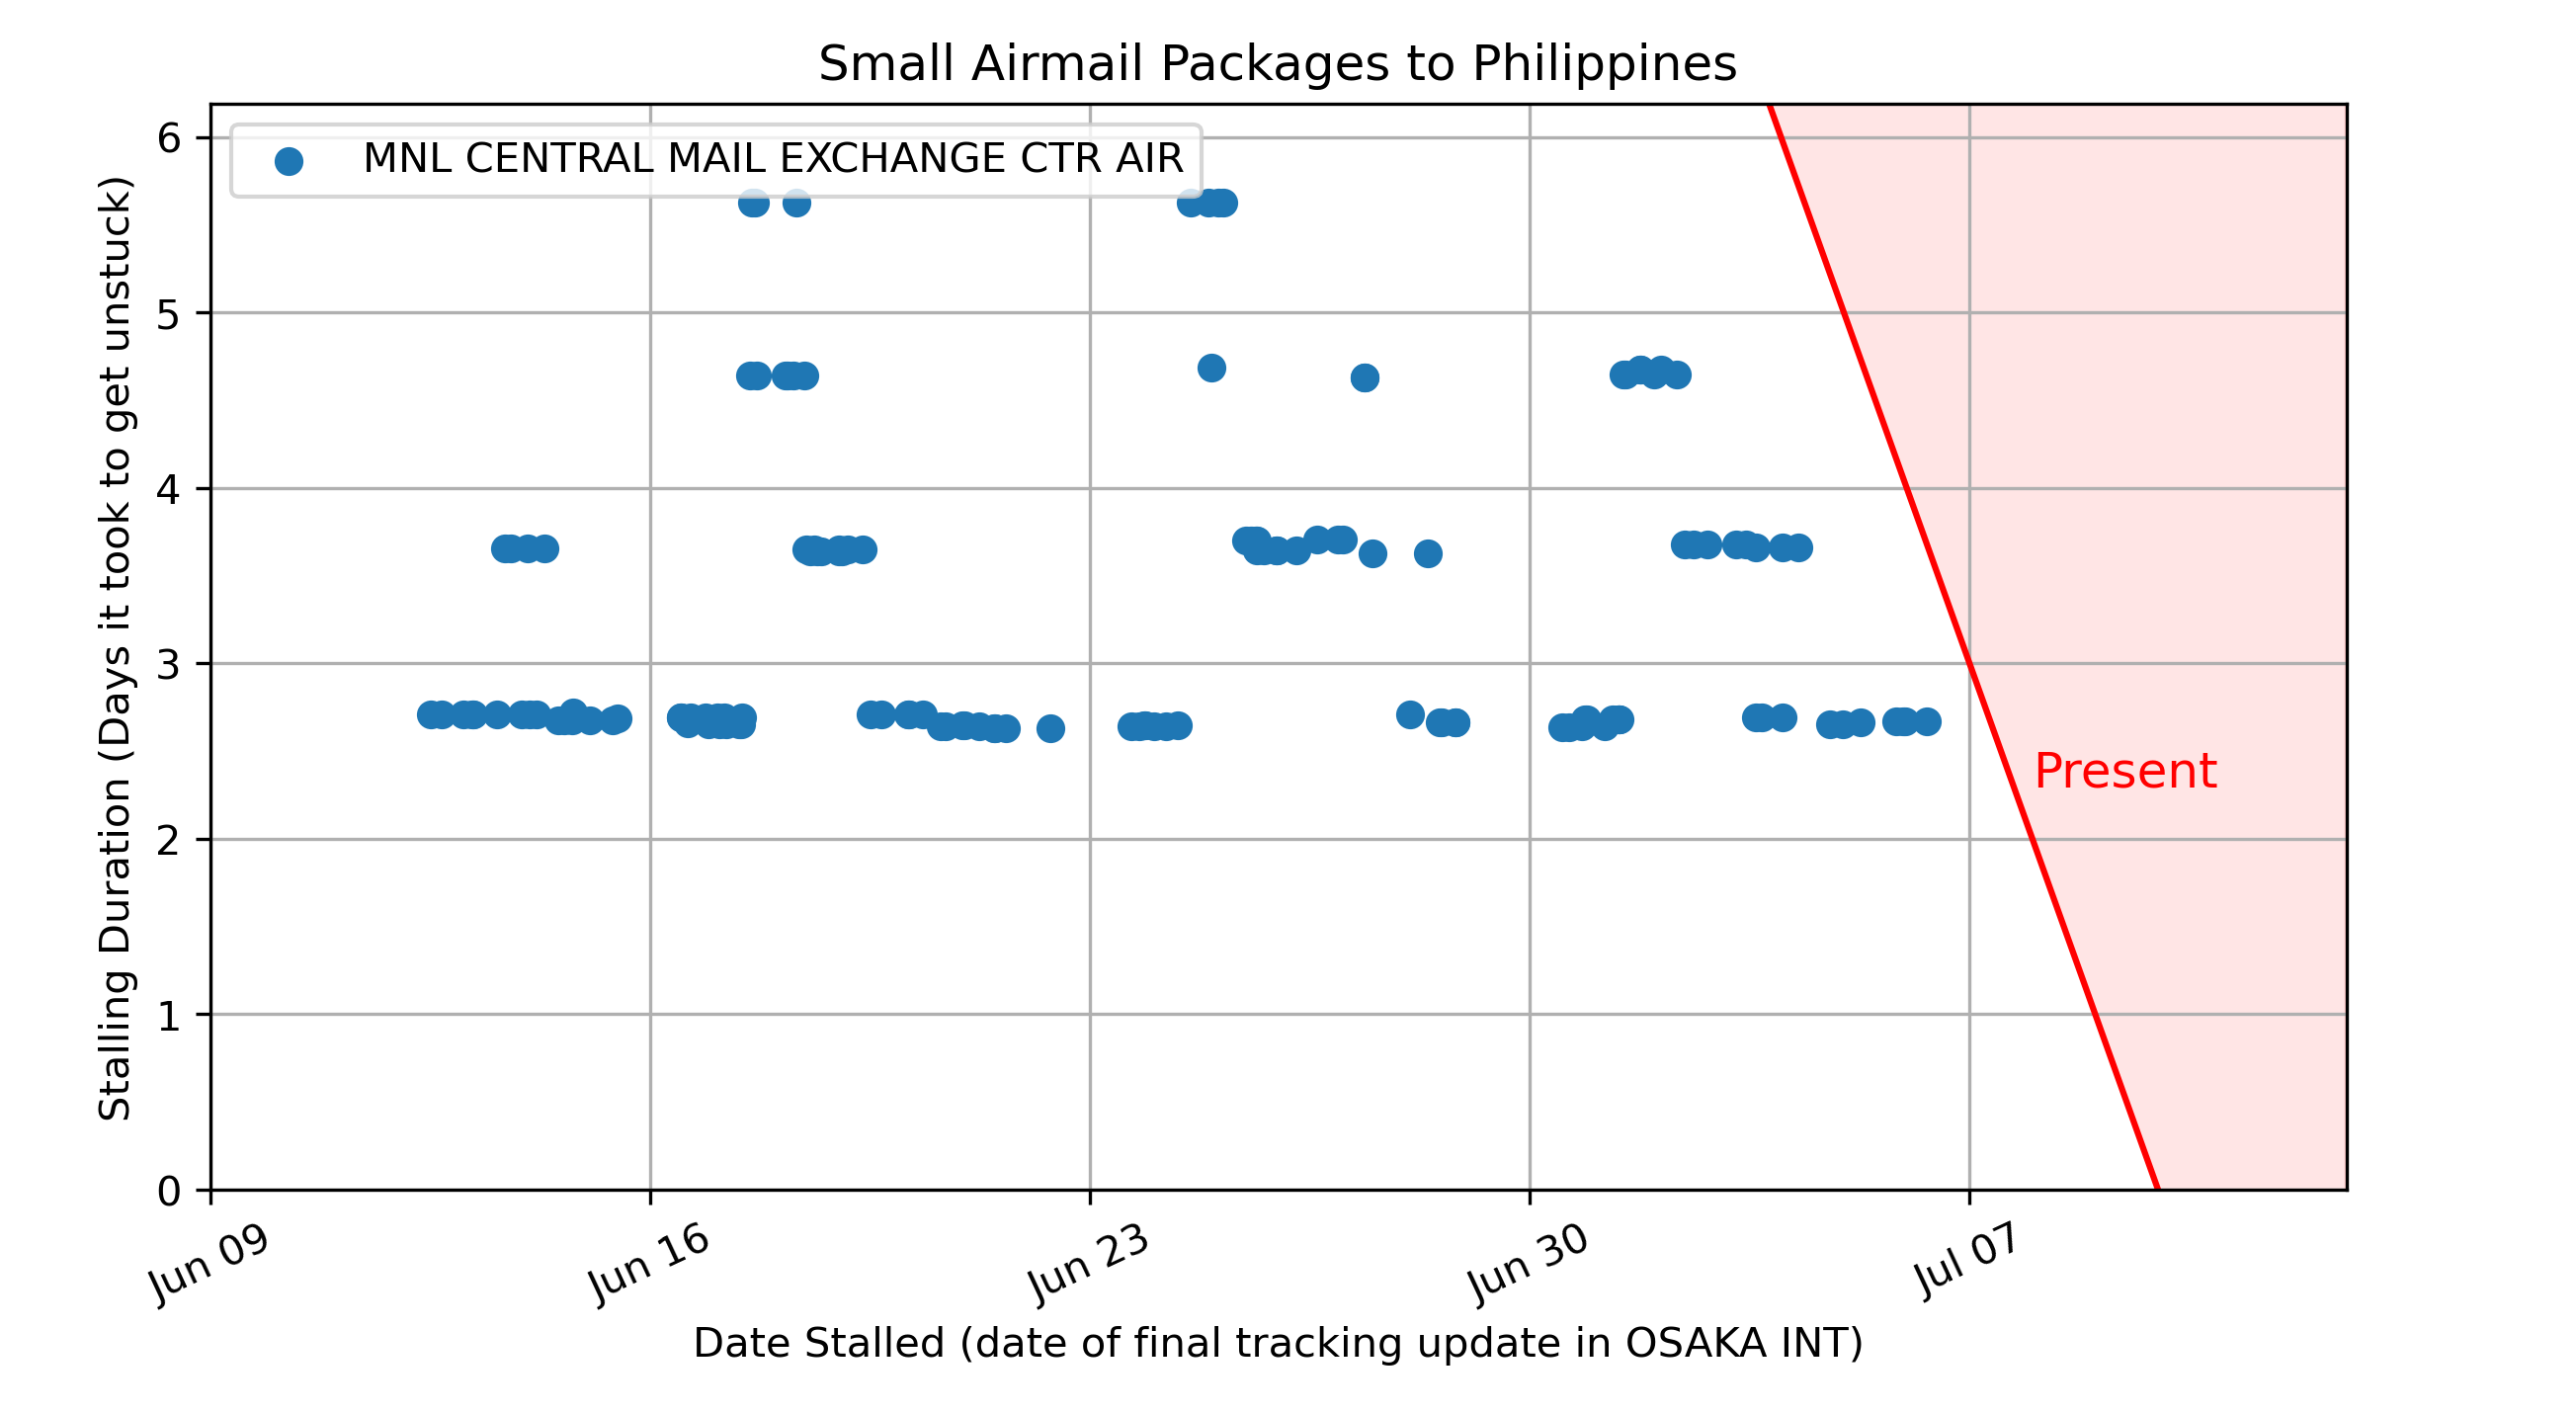 Small Airmail Packages to Philippines
MNL CENTRAL MAIL EXCHANGE CTR AIR
Stalling Duration (Days it took to get unstuck)
6
5
4
3
2
1
0
Present
Jun 09
Jun 16
Jun 23
Jun 30
Jul 07
Date Stalled (date of final tracking update in OSAKA INT)